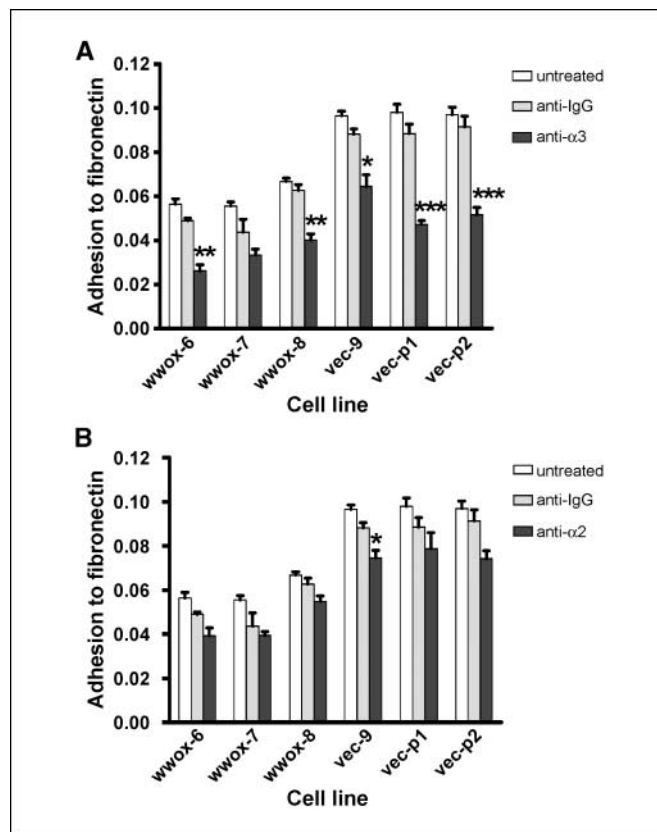 A
Adhesion to fibronectin
0.12
0.10
0.08
0.06
0.04
0.02
0.00
untreated
anti-IgG
anti-α3
**
**
*
***
***
wwox-6
wwox-7
wwox-8
vec-9
vec-p1
vec-p2
Cell line
B
Adhesion to fibronectin
0.12
0.10
0.08
0.06
0.04
0.02
0.00
untreated
anti-IgG
anti-α2
*
wwox-6
wwox-7
wwox-8
vec-9
vec-p1
vec-p2
Cell line